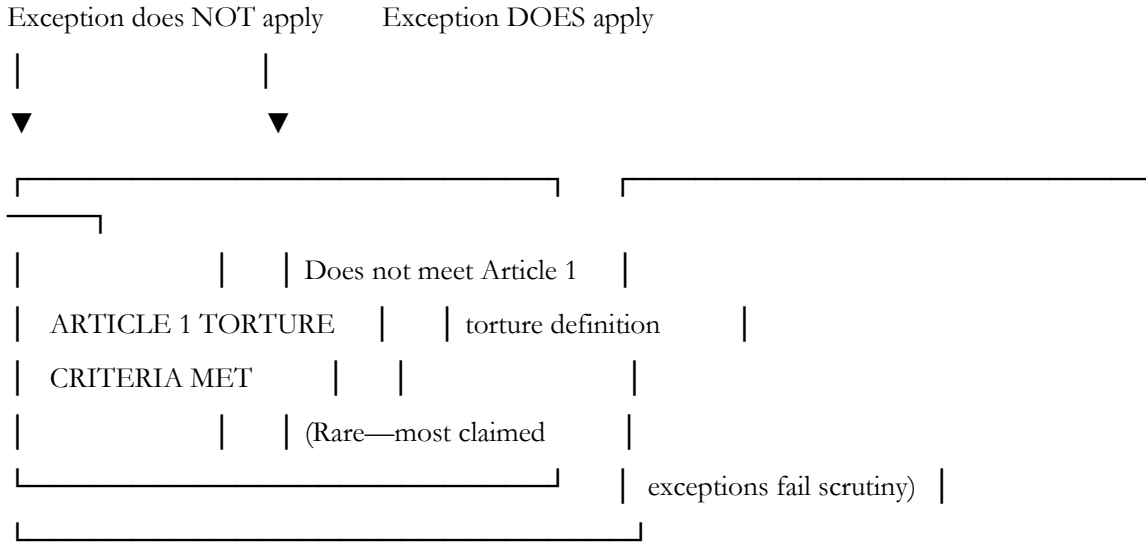 Exception does NOT apply Exception DOES apply
│ │
▼ ▼
┌───────────────────────┐ ┌───────────────────────
────┐
│ │ │ Does not meet Article 1 │
│ ARTICLE 1 TORTURE │ │ torture definition │
│ CRITERIA MET │ │ │
│ │ │ (Rare—most claimed │
└───────────────────────┘ │ exceptions fail scrutiny) │
└───────────────────────────┘